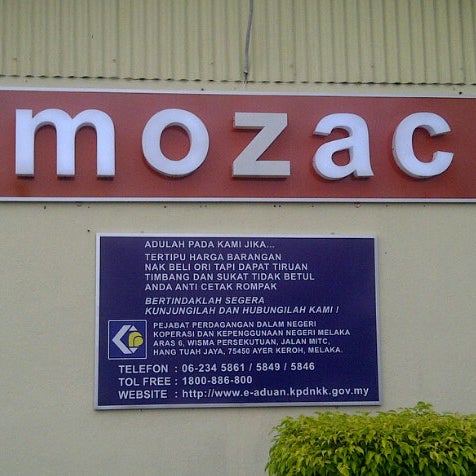 mozac
ADULAH PADA KAMI JIKA...
TERTIPU HARGA BARANGAN
NAK BELI ORI TAPI DAPAT TIRUAN
TIMBANG DAN SUKAT TIDAK BETUL
ANDA ANTI CETAK ROMPAK
BERTINDAKLAH SEGERA
KUNJUNGILAH DAN HUBUNGILAH KAMI !
PEJABAT PERDAGANGAN DALAM NEGERI
KOPERASI DAN KEPENGGUNAAN NEGERI MELAKA
ARAS 6, WISMA PERSEKUTUAN, JALAN MITC,
HANG TUAH JAYA, 75450 AYER KEROH, MELAKA.
TELEFON : 06-234 5861 / 5849 / 5846
TOL FREE : 1800-886-800
WEBSITE : http://www.e-aduan.kpdnkk.gov.my